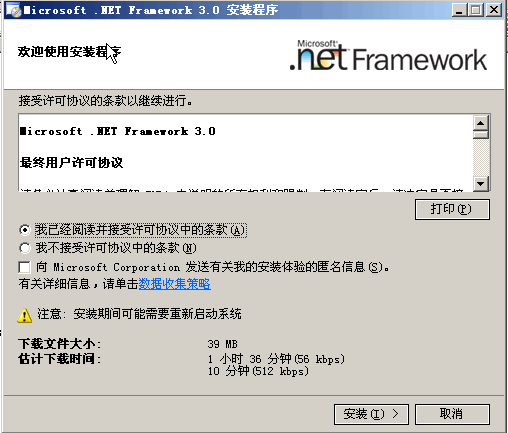 Microsoft .NET Framework 3.0 安装程序
欢迎使用安装程序
Microsoft®
.net Framework
接受许可协议的条款以继续进行。
Microsoft .NET Framework 3.0
最终用户许可协议
打印(P)
我已经阅读并接受许可协议中的条款(A)
我不接受许可协议中的条款(N)
向 Microsoft Corporation 发送有关我的安装体验的匿名信息(S)。
有关详细信息，请单击数据收集策略
注意: 安装期间可能需要重新启动系统
下载文件大小: 39 MB
估计下载时间: 1 小时 36 分钟(56 kbps)
10 分钟(512 kbps)
安装(I) >
取消